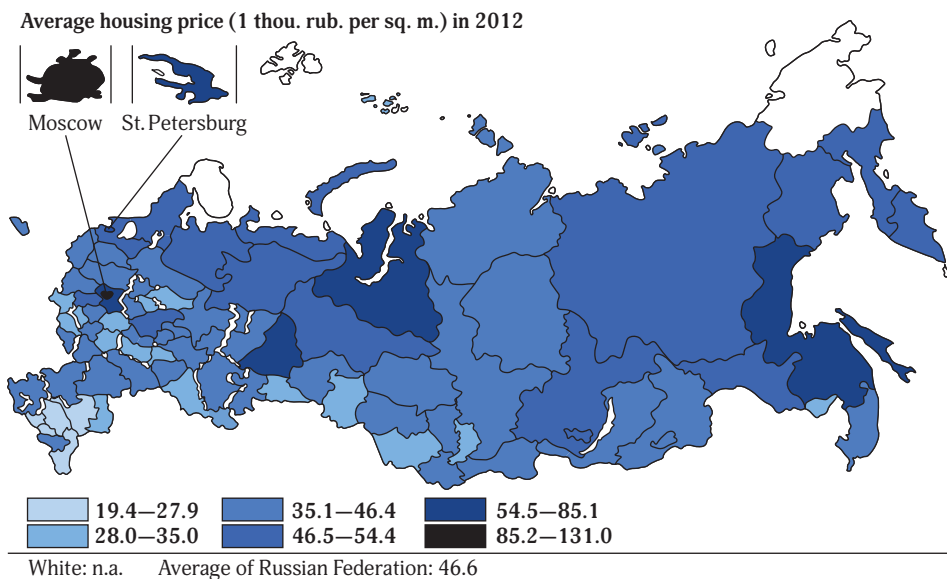 Average housing price (1 thou. rub. per sq. m.) in 2012
Moscow St. Petersburg
19.4—27.9 35.1—46.4 54.5—85.1
28.0—35.0 46.5—54.4 85.2—131.0
White: n.a. Average of Russian Federation: 46.6